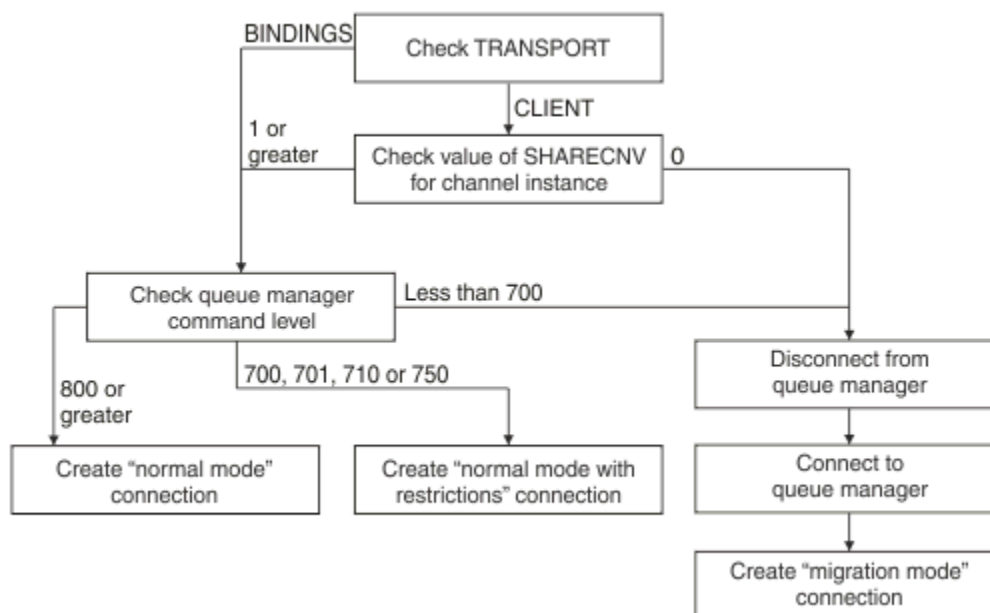 BINDINGS
Check TRANSPORT
CLIENT
1 or
greater
Check value of SHARECNV
for channel instance
0
Check queue manager
command level
Less than 700
800 or
greater
700, 701, 710 or 750
Disconnect from
queue manager
Create “normal mode”
connection
Create “normal mode with
restrictions” connection
Connect to
queue manager
Create “migration mode”
connection